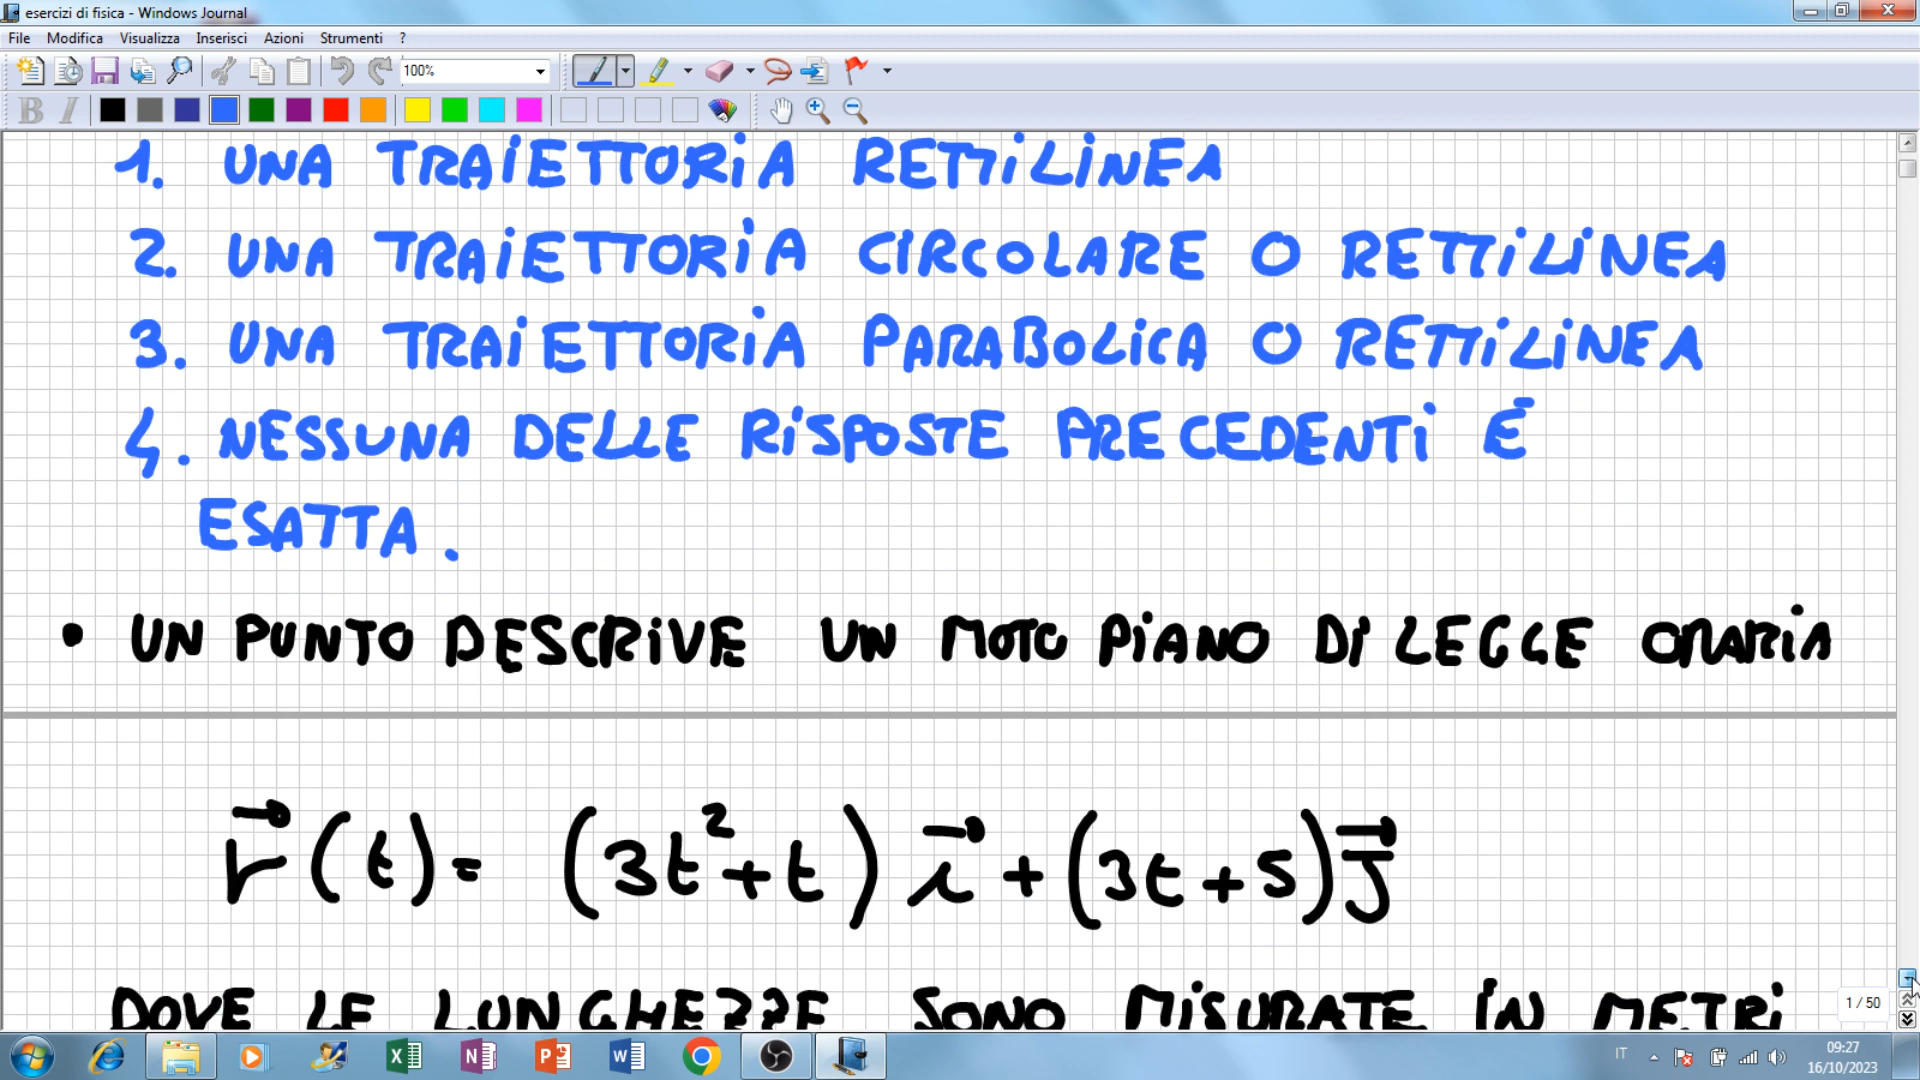 esercizi di fisica - Windows Journal
File Modifica Visualizza Inserisci Azioni Strumenti ?
100%
B I
1. UNA TRAIETTORIA RETTILINEA
2. UNA TRAIETTORIA CIRCOLARE O RETTILINEA
3. UNA TRAIETTORIA PARABOLICA O RETTILINEA
4. NESSUNA DELLE RISPOSTE PRECEDENTI È
ESATTA.
• UN PUNTO DESCRIVE UN MOTO PIANO DI LEGGE ORARIA
r⃗(t) = (3t²+t) i⃗ + (3t+5) j⃗
DOVE LE LUNGHEZZE SONO MISURATE IN METRI
1 / 50
IT
09:27
16/10/2023